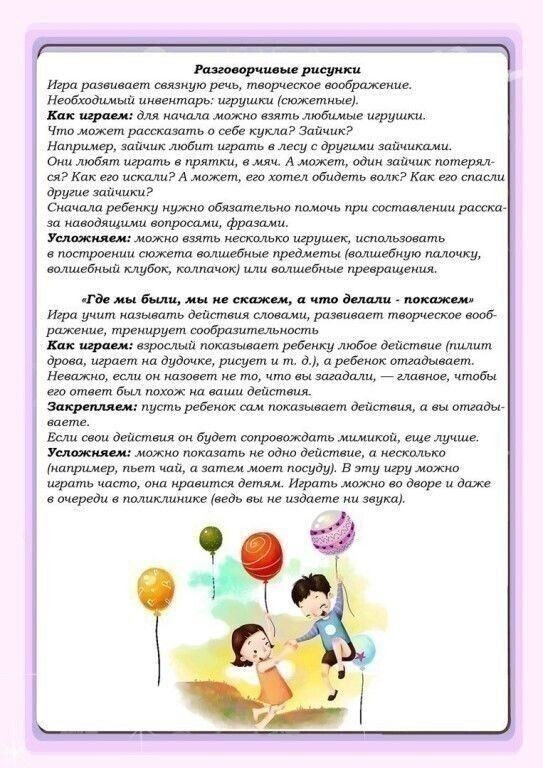 Разговорчивые рисунки
Игра развивает связную речь, творческое воображение.
Необходимый инвентарь: игрушки (сюжетные).
Как играем: для начала можно взять любимые игрушки.
Что может рассказать о себе кукла? Зайчик?
Например, зайчик любит играть в лесу с другими зайчиками.
Они любят играть в прятки, в мяч. А может, один зайчик потерял-
ся? Как его искали? А может, его хотел обидеть волк? Как его спасли
другие зайчики?
Сначала ребенку нужно обязательно помочь при составлении расска-
за наводящими вопросами, фразами.
Усложняем: можно взять несколько игрушек, использовать
в построении сюжета волшебные предметы (волшебную палочку,
волшебный клубок, колпачок) или волшебные превращения.
«Где мы были, мы не скажем, а что делали - покажем»
Игра учит называть действия словами, развивает творческое вооб-
ражение, тренирует сообразительность
Как играем: взрослый показывает ребенку любое действие (пилит
дрова, играет на дудочке, рисует и т. д.), а ребенок отгадывает.
Неважно, если он назовет не то, что вы загадали, — главное, чтобы
его ответ был похож на ваши действия.
Закрепляем: пусть ребенок сам показывает действия, а вы отгады-
ваете.
Если свои действия он будет сопровождать мимикой, еще лучше.
Усложняем: можно показать не одно действие, а несколько
(например, пьет чай, а затем моет посуду). В эту игру можно
играть часто, она нравится детям. Играть можно во дворе и даже
в очереди в поликлинике (ведь вы не издаете ни звука).